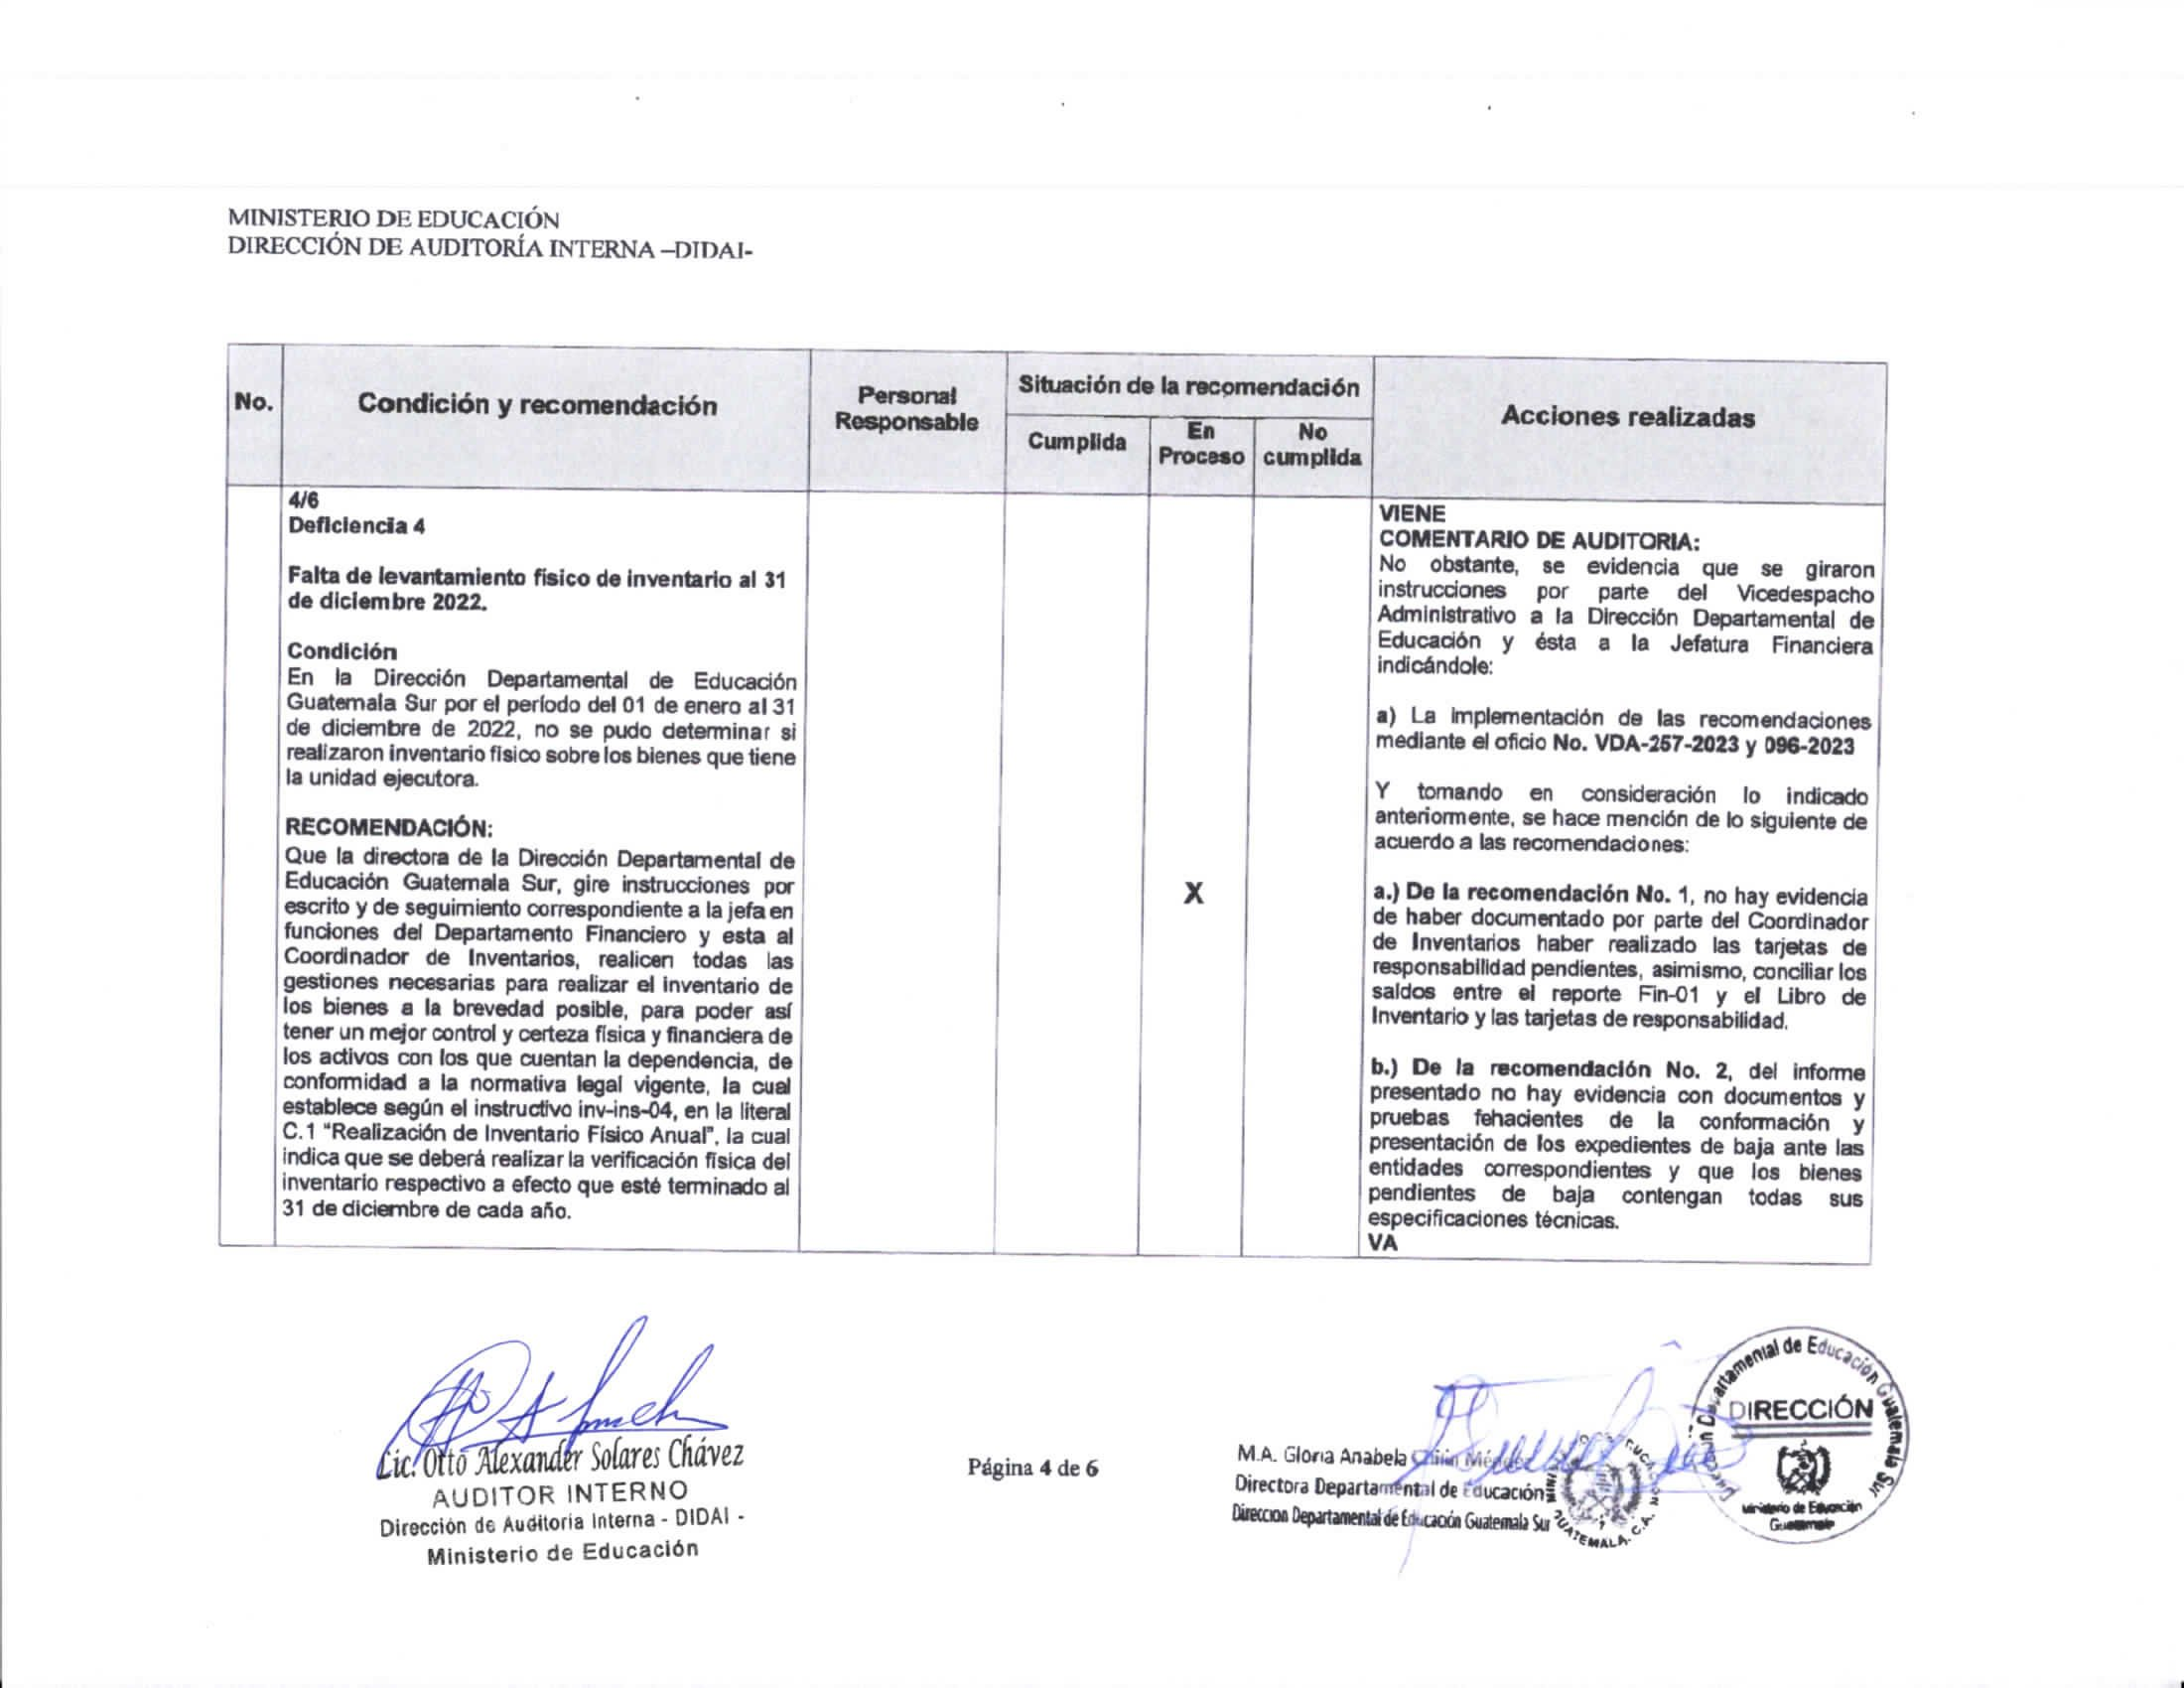 MINISTERIO DE EDUCACIÓN
DIRECCIÓN DE AUDITORÍA INTERNA –DIDAI-
No.
Condición y recomendación
Personal
Responsable
Situación de la recomendación
Cumplida
En
Proceso
No
cumplida
Acciones realizadas
4/6
Deficiencia 4
Falta de levantamiento físico de inventario al 31
de diciembre 2022.
Condición
En la Dirección Departamental de Educación
Guatemala Sur por el período del 01 de enero al 31
de diciembre de 2022, no se pudo determinar si
realizaron inventario físico sobre los bienes que tiene
la unidad ejecutora.
RECOMENDACIÓN:
Que la directora de la Dirección Departamental de
Educación Guatemala Sur, gire instrucciones por
escrito y de seguimiento correspondiente a la jefa en
funciones del Departamento Financiero y esta al
Coordinador de Inventarios, realicen todas las
gestiones necesarias para realizar el inventario de
los bienes a la brevedad posible, para poder así
tener un mejor control y certeza física y financiera de
los activos con los que cuentan la dependencia, de
conformidad a la normativa legal vigente, la cual
establece según el instructivo inv-ins-04, en la literal
C.1 "Realización de Inventario Físico Anual", la cual
indica que se deberá realizar la verificación física del
inventario respectivo a efecto que esté terminado al
31 de diciembre de cada año.
X
VIENE
COMENTARIO DE AUDITORIA:
No obstante, se evidencia que se giraron
instrucciones por parte del Vicedespacho
Administrativo a la Dirección Departamental de
Educación y ésta a la Jefatura Financiera
indicándole:
a) La implementación de las recomendaciones
mediante el oficio No. VDA-257-2023 y 096-2023
Y tomando en consideración lo indicado
anteriormente, se hace mención de lo siguiente de
acuerdo a las recomendaciones:
a.) De la recomendación No. 1, no hay evidencia
de haber documentado por parte del Coordinador
de Inventarios haber realizado las tarjetas de
responsabilidad pendientes, asimismo, conciliar los
saldos entre el reporte Fin-01 y el Libro de
Inventario y las tarjetas de responsabilidad.
b.) De la recomendación No. 2, del informe
presentado no hay evidencia con documentos y
pruebas fehacientes de la conformación y
presentación de los expedientes de baja ante las
entidades correspondientes y que los bienes
pendientes de baja contengan todas sus
especificaciones técnicas.
VA
Lic. Otto Alexander Solares Chávez
AUDITOR INTERNO
Dirección de Auditoria Interna - DIDAI -
Ministerio de Educación
Página 4 de 6
M.A. Gloria Anabela
Directora Departamental de Educación
Direccion Departamental de Educación Guatemala Sur
GUATEMALA, C.A.
Dirección Departamental de Educación Guatemala Sur
DIRECCIÓN
Ministerio de Educación
Guatemala